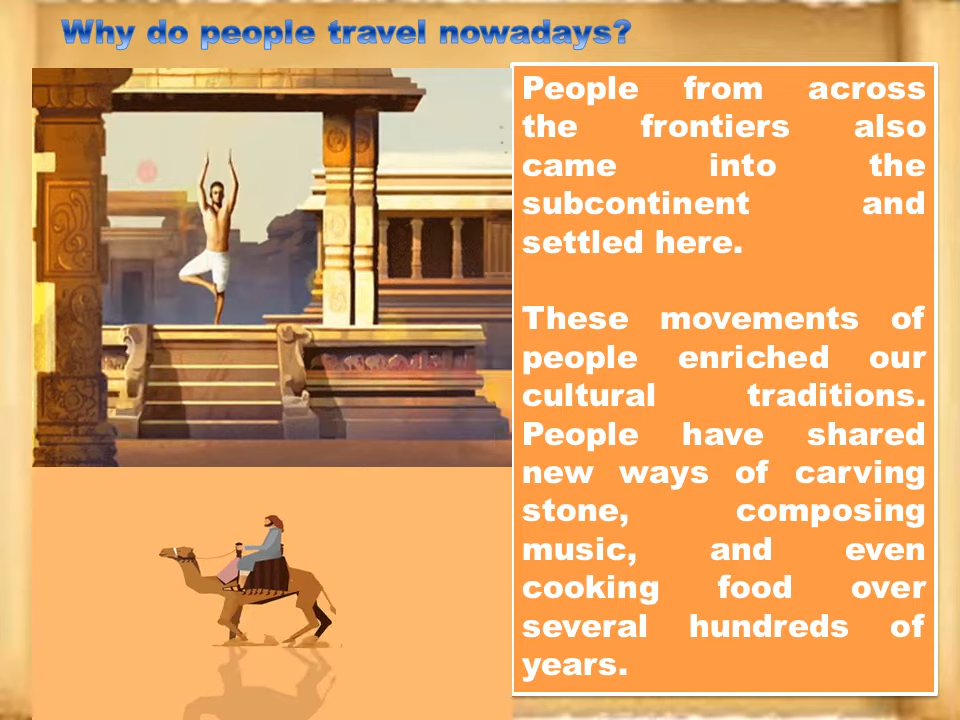 Why do people travel nowadays?
People from across
the frontiers also
came into the
subcontinent and
settled here.
These movements of
people enriched our
cultural traditions.
People have shared
new ways of carving
stone, composing
music, and even
cooking food over
several hundreds of
years.